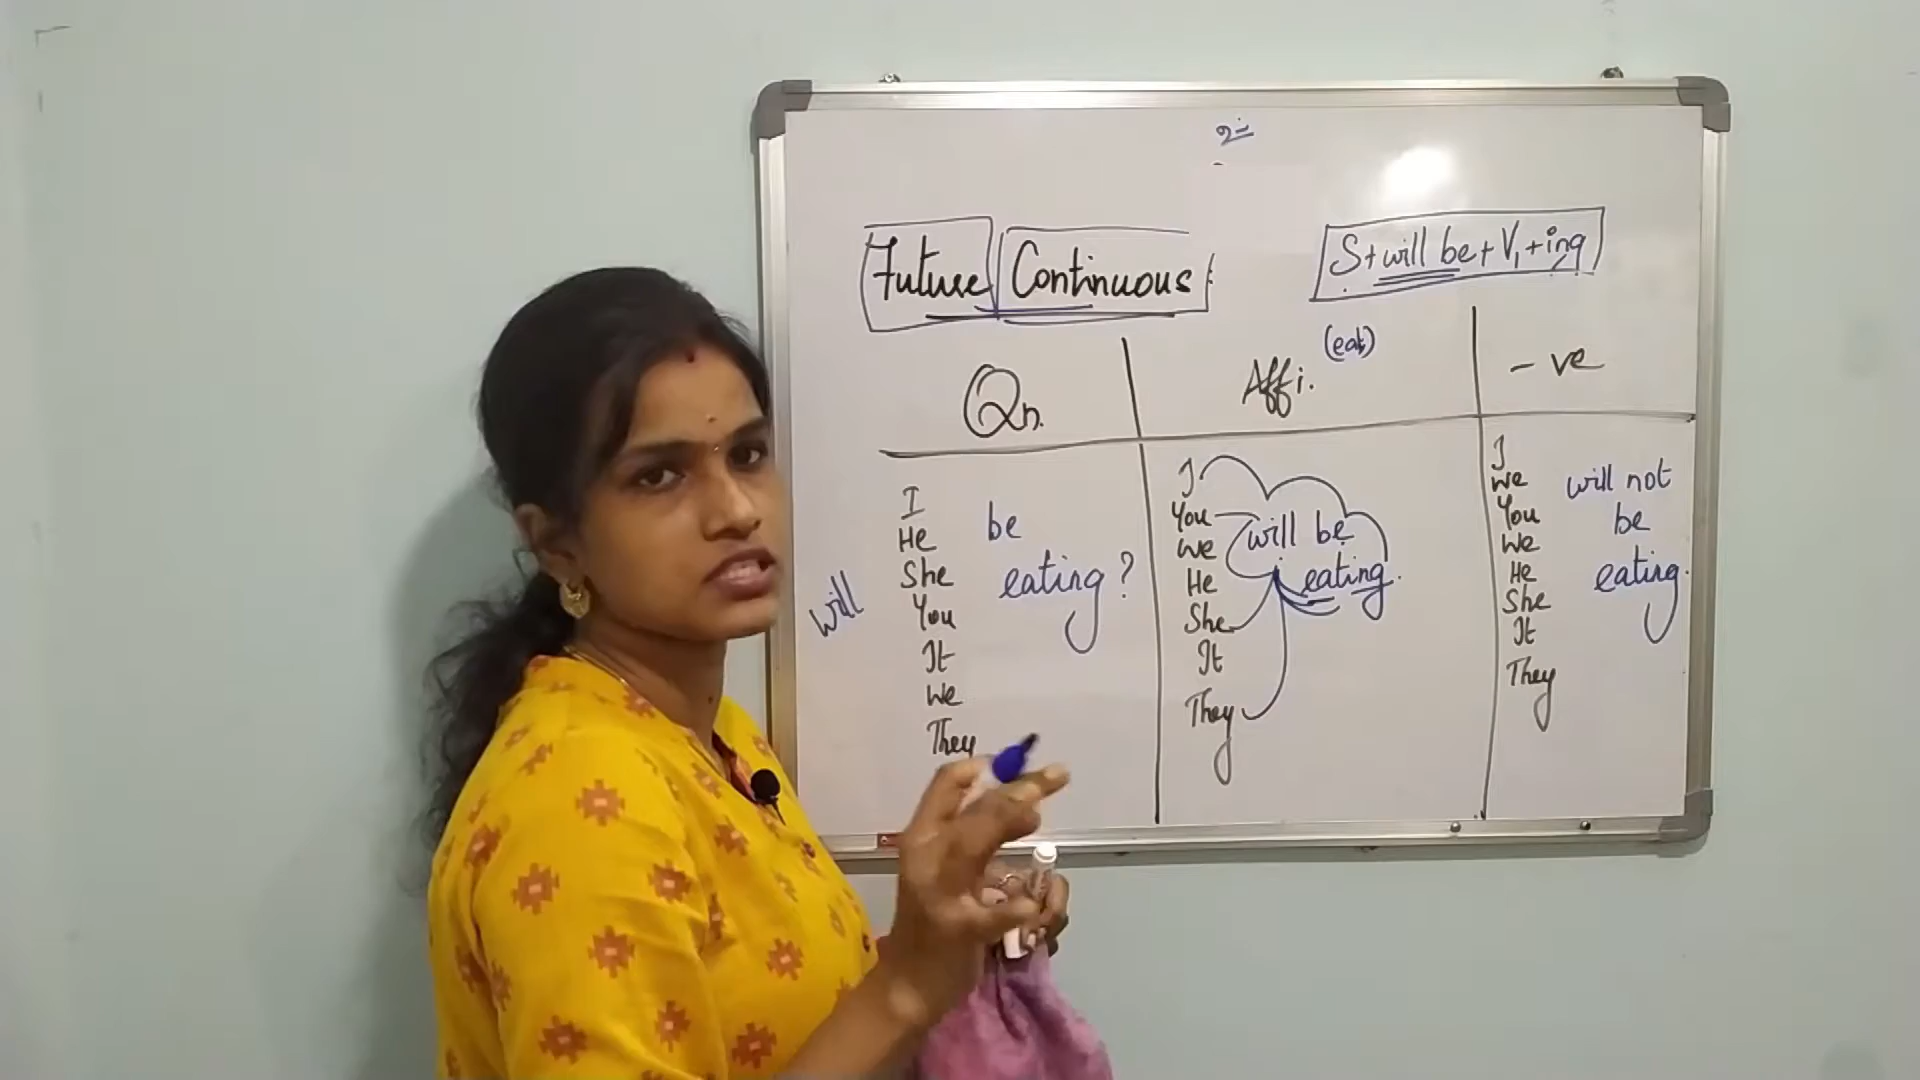 Future Continuous
S + will be + V1 + ing
(eat)
Qn.
Affi.
- ve
will
I
He
She
You
It
We
They
be
eating?
I
You
We
He
She
It
They
will be
eating.
I
We
You
We
He
She
It
They
will not
be
eating.